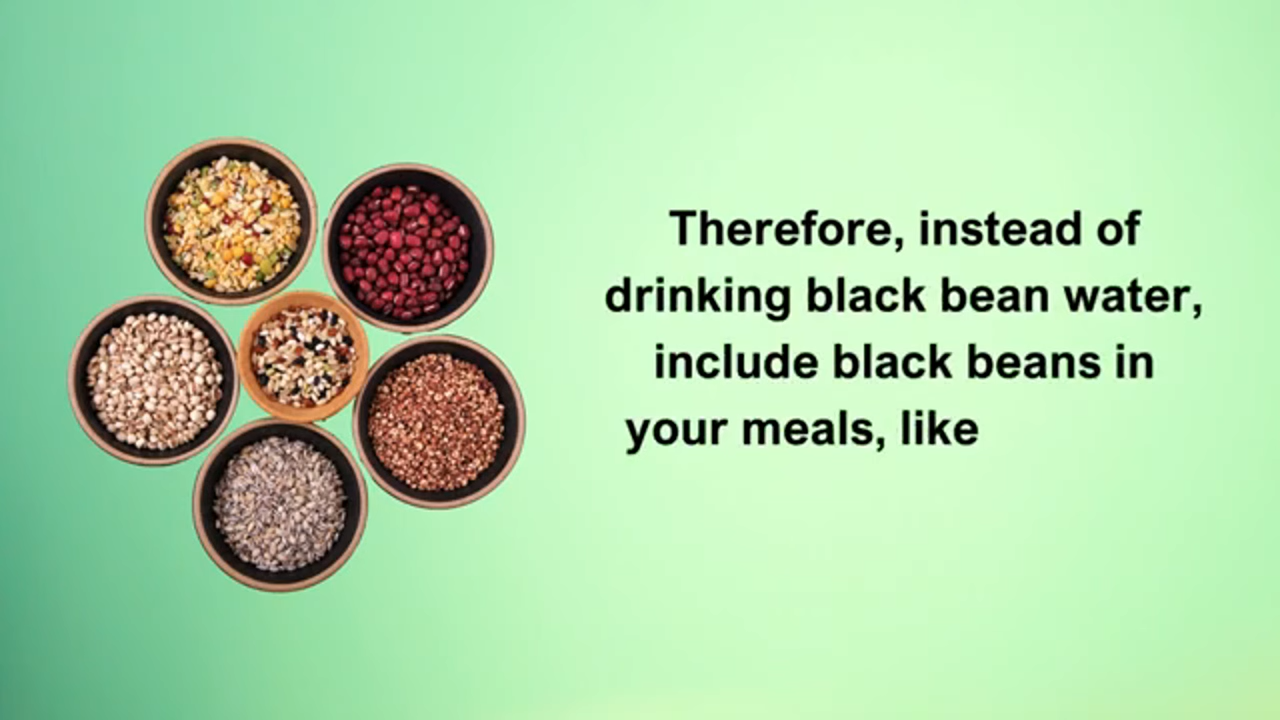 Therefore, instead of
drinking black bean water,
include black beans in
your meals, like